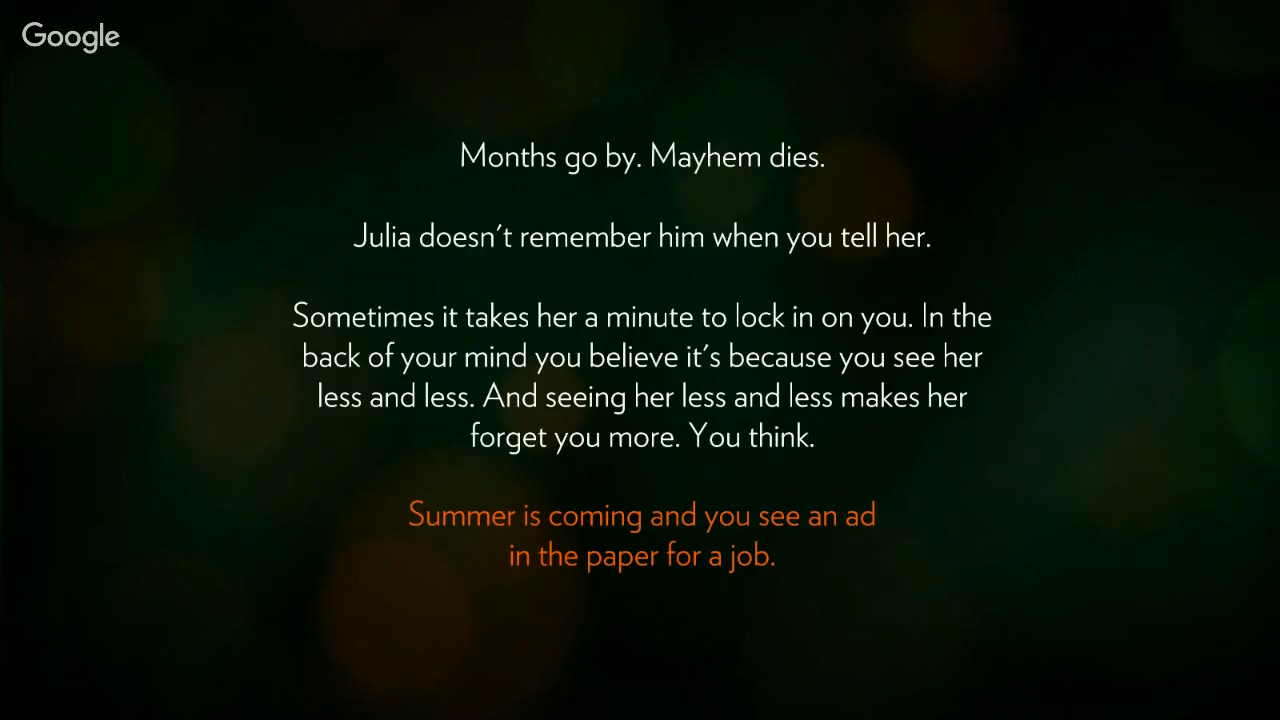 Google
Months go by. Mayhem dies.
Julia doesn't remember him when you tell her.
Sometimes it takes her a minute to lock in on you. In the
back of your mind you believe it's because you see her
less and less. And seeing her less and less makes her
forget you more. You think.
Summer is coming and you see an ad
in the paper for a job.